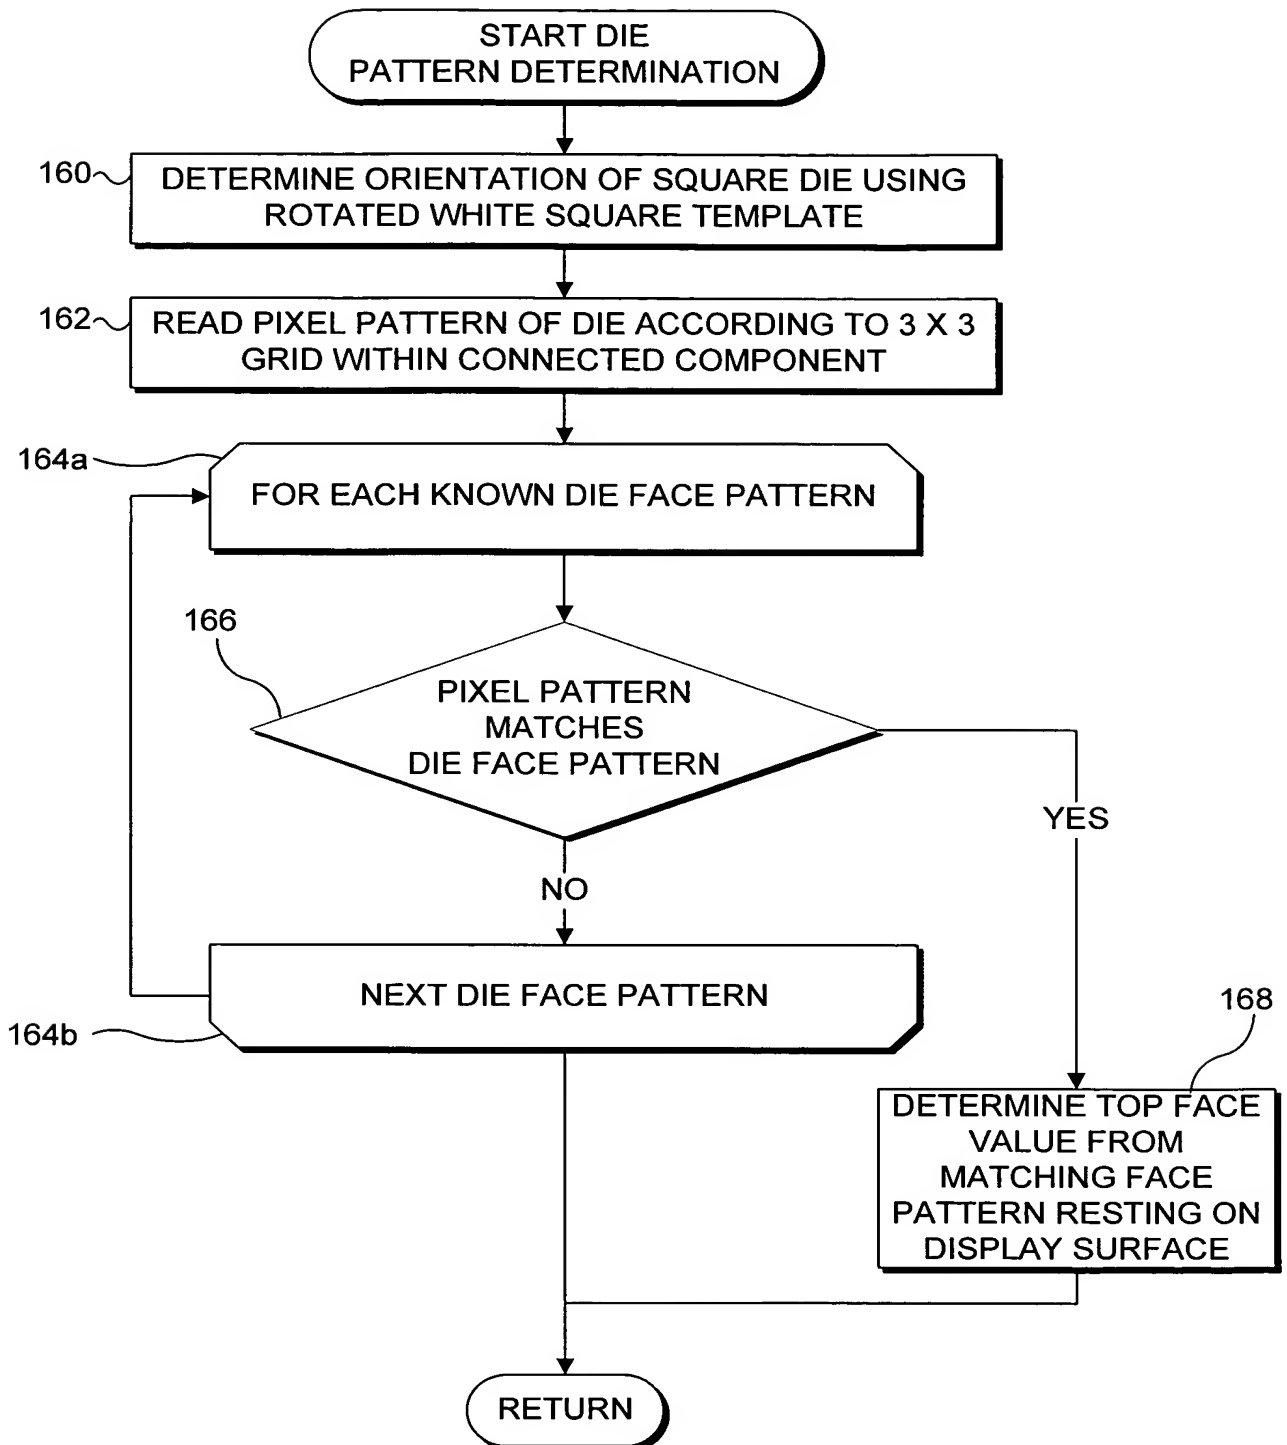 START DIE
PATTERN DETERMINATION
160
DETERMINE ORIENTATION OF SQUARE DIE USING
ROTATED WHITE SQUARE TEMPLATE
162
READ PIXEL PATTERN OF DIE ACCORDING TO 3 X 3
GRID WITHIN CONNECTED COMPONENT
164a
FOR EACH KNOWN DIE FACE PATTERN
166
PIXEL PATTERN
MATCHES
DIE FACE PATTERN
YES
NO
NEXT DIE FACE PATTERN
164b
168
DETERMINE TOP FACE
VALUE FROM
MATCHING FACE
PATTERN RESTING ON
DISPLAY SURFACE
RETURN